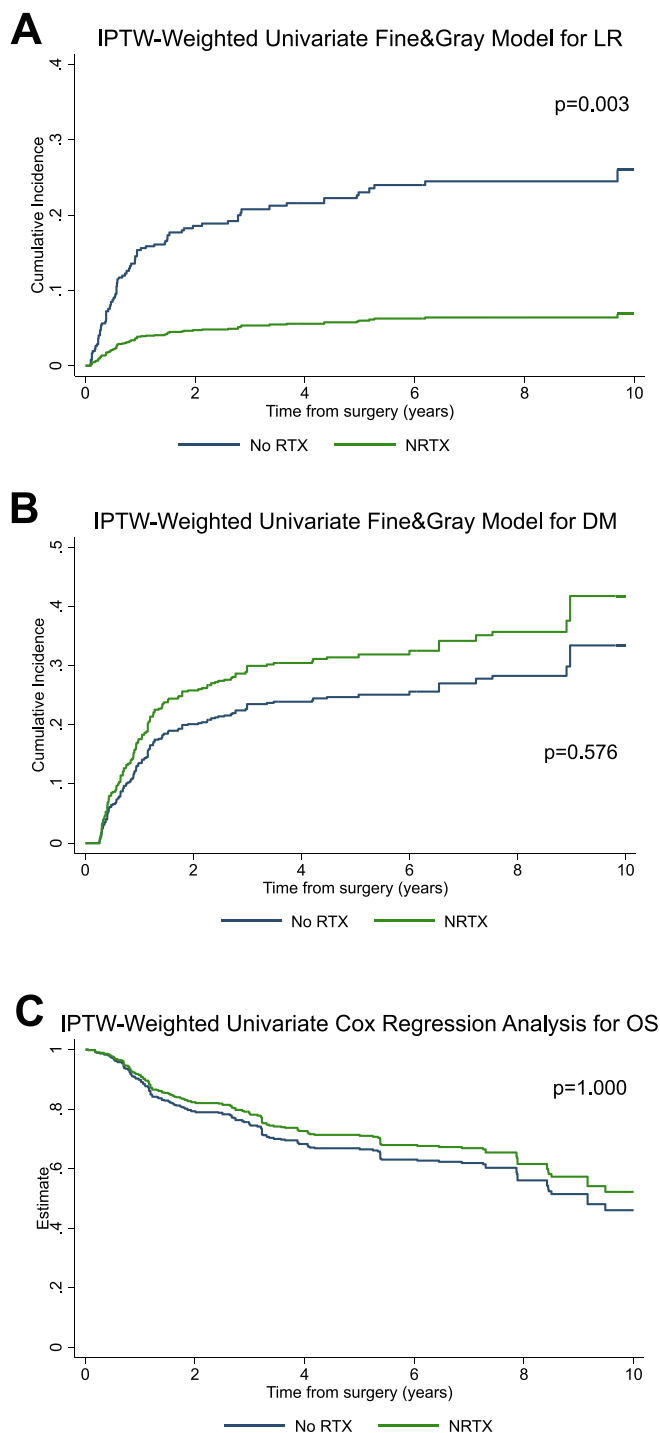 A
IPTW-Weighted Univariate Fine&Gray Model for LR
.4
.3
.2
.1
0
Cumulative Incidence
p=0.003
0 2 4 6 8 10
Time from surgery (years)
No RTX NRTX
B
IPTW-Weighted Univariate Fine&Gray Model for DM
.5
.4
.3
.2
.1
0
Cumulative Incidence
p=0.576
0 2 4 6 8 10
Time from surgery (years)
No RTX NRTX
C
IPTW-Weighted Univariate Cox Regression Analysis for OS
1
.8
.6
.4
.2
0
Estimate
p=1.000
0 2 4 6 8 10
Time from surgery (years)
No RTX NRTX